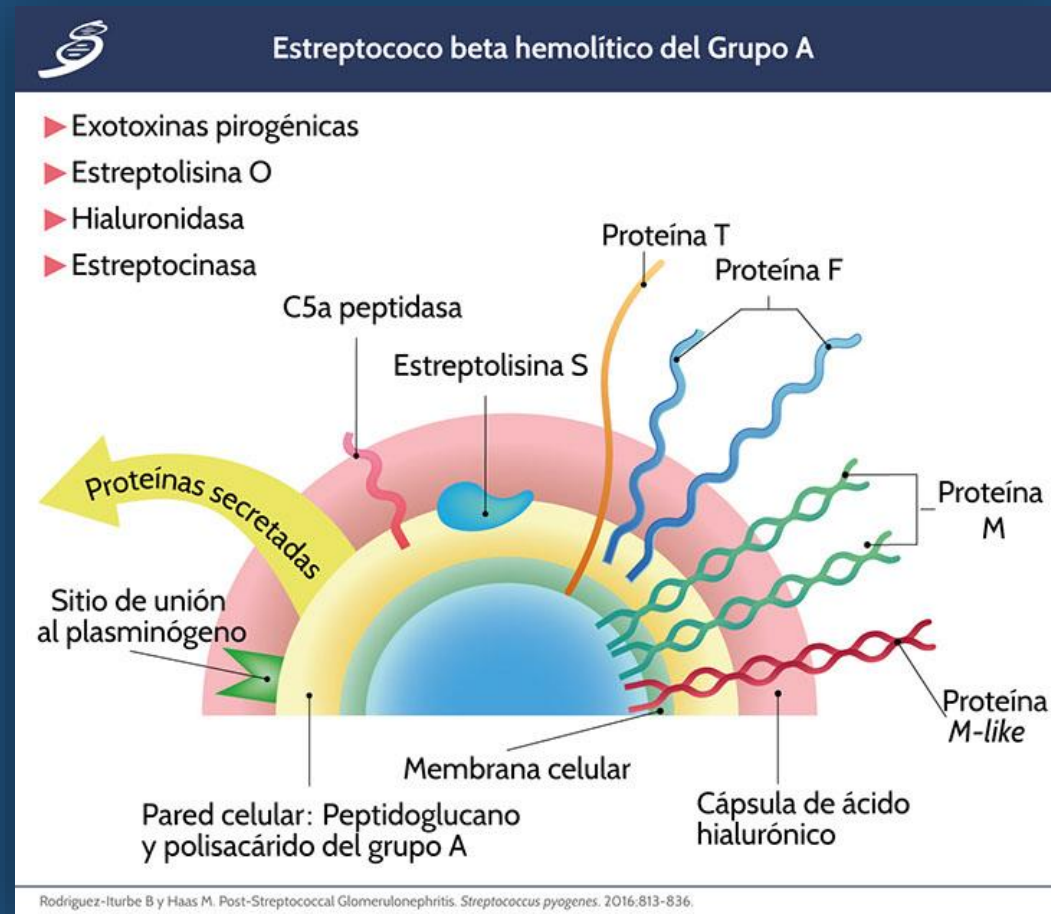 Estreptococo beta hemolítico del Grupo A
Exotoxinas pirogénicas
Estreptolisina O
Hialuronidasa
Estreptocinasa
Proteína T
Proteína F
C5a peptidasa
Estreptolisina S
Proteínas secretadas
Proteína
M
Sitio de unión
al plasminógeno
Proteína
M-like
Membrana celular
Pared celular: Peptidoglucano
y polisacárido del grupo A
Cápsula de ácido
hialurónico
Rodriguez-Iturbe B y Haas M. Post-Streptococcal Glomerulonephritis. Streptococcus pyogenes. 2016:813-836.